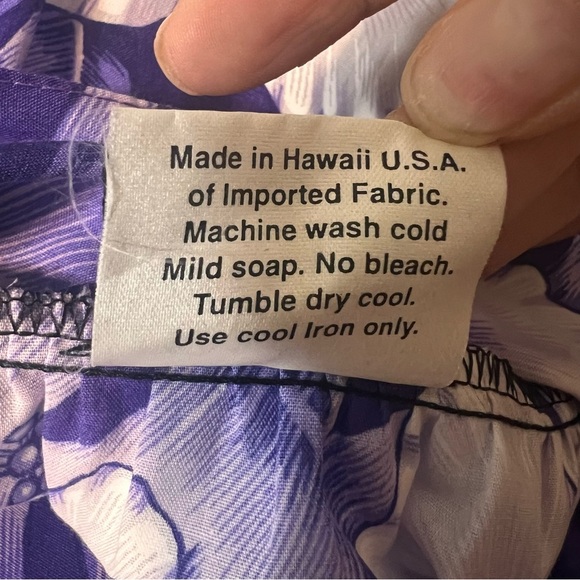 Made in Hawaii U.S.A.
of Imported Fabric.
Machine wash cold
Mild soap. No bleach.
Tumble dry cool.
Use cool Iron only.